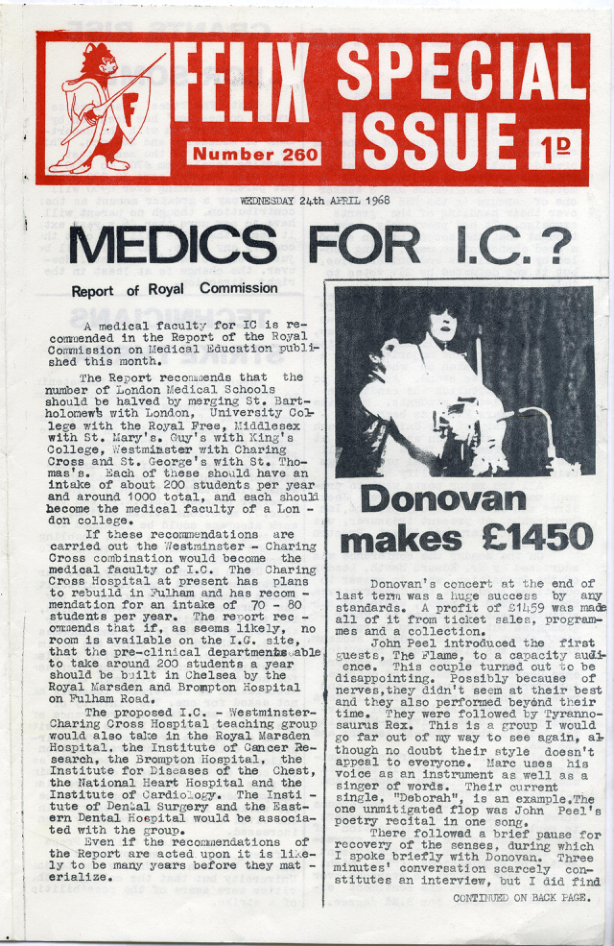 F
FELIX SPECIAL
ISSUE
Number 260
1D
WEDNESDAY 24th APRIL 1968
MEDICS FOR I.C.?
Report of Royal Commission
A medical faculty for IC is re-
commended in the Report of the Royal
Commission on Medical Education publi-
shed this month.
The Report recommends that the
number of London Medical Schools
should be halved by merging St. Bart-
holomew's with London, University Col-
lege with the Royal Free, Middlesex
with St. Mary's. Guy's with King's
College, Westminster with Charing
Cross and St. George's with St. Tho-
mas's. Each of these should have an
intake of about 200 students per year
and around 1000 total, and each should
become the medical faculty of a Lon -
don college.
If these recommendations are
carried out the Westminster - Charing
Cross combination would become the
medical faculty of I.C. The Charing
Cross Hospital at present has plans
to rebuild in Fulham and has recom -
mendation for an intake of 70 - 80
students per year. The report rec -
ommends that if, as seems likely, no
room is available on the I.C. site,
that the pre-clinical departments able
to take around 200 students a year
should be built in Chelsea by the
Royal Marsden and Brompton Hospital
on Fulham Road.
The proposed I.C. - Westminster-
Charing Cross Hospital teaching group
would also take in the Royal Marsden
Hospital, the Institute of Cancer Re-
search, the Brompton Hospital, the
Institute for Diseases of the Chest,
the National Heart Hospital and the
Institute of Cardiology. The Insti -
tute of Dental Surgery and the East-
ern Dental Hospital would be associa-
ted with the group.
Even if the recommendations of
the Report are acted upon it is like-
ly to be many years before they mat -
erialize.
Donovan
makes £1450
Donovan's concert at the end of
last term was a huge success by any
standards. A profit of £1459 was made
all of it from ticket sales, program-
mes and a collection.
John Peel introduced the first
guests, The Flame, to a capacity audi-
ence. This couple turned out to be
disappointing. Possibly because of
nerves, they didn't seem at their best
and they also performed beyond their
time. They were followed by Tyranno-
saurus Rex. This is a group I would
go far out of my way to see again, al-
though no doubt their style doesn't
appeal to everyone. Marc uses his
voice as an instrument as well as a
singer of words. Their current
single, "Deborah", is an example. The
one unmitigated flop was John Peel's
poetry recital in one song.
There followed a brief pause for
recovery of the senses, during which
I spoke briefly with Donovan. Three
minutes' conversation scarcely con-
stitutes an interview, but I did find
CONTINUED ON BACK PAGE.